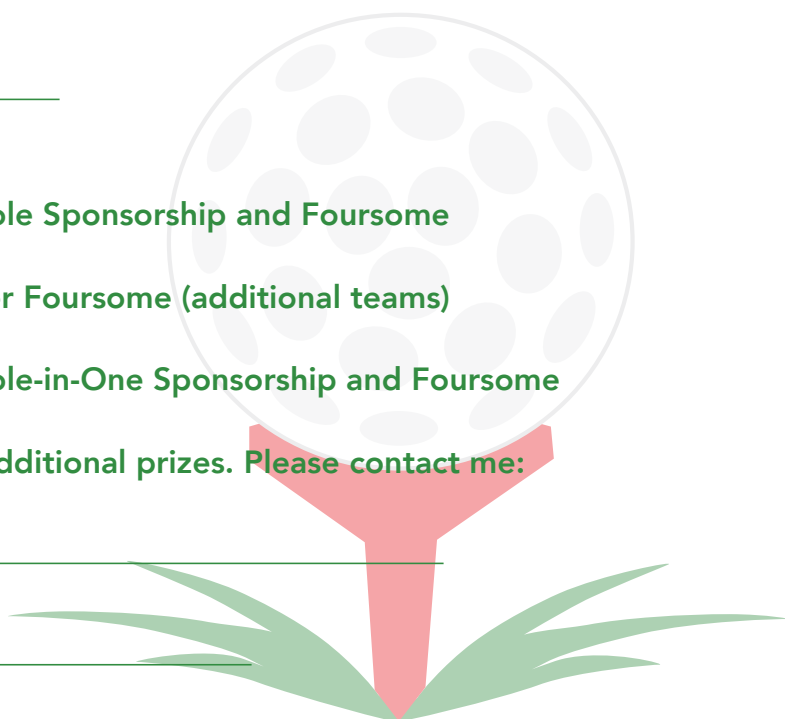 ole Sponsorship and Foursome
r Foursome (additional teams)
ole-in-One Sponsorship and Foursome
dditional prizes. Please contact me: